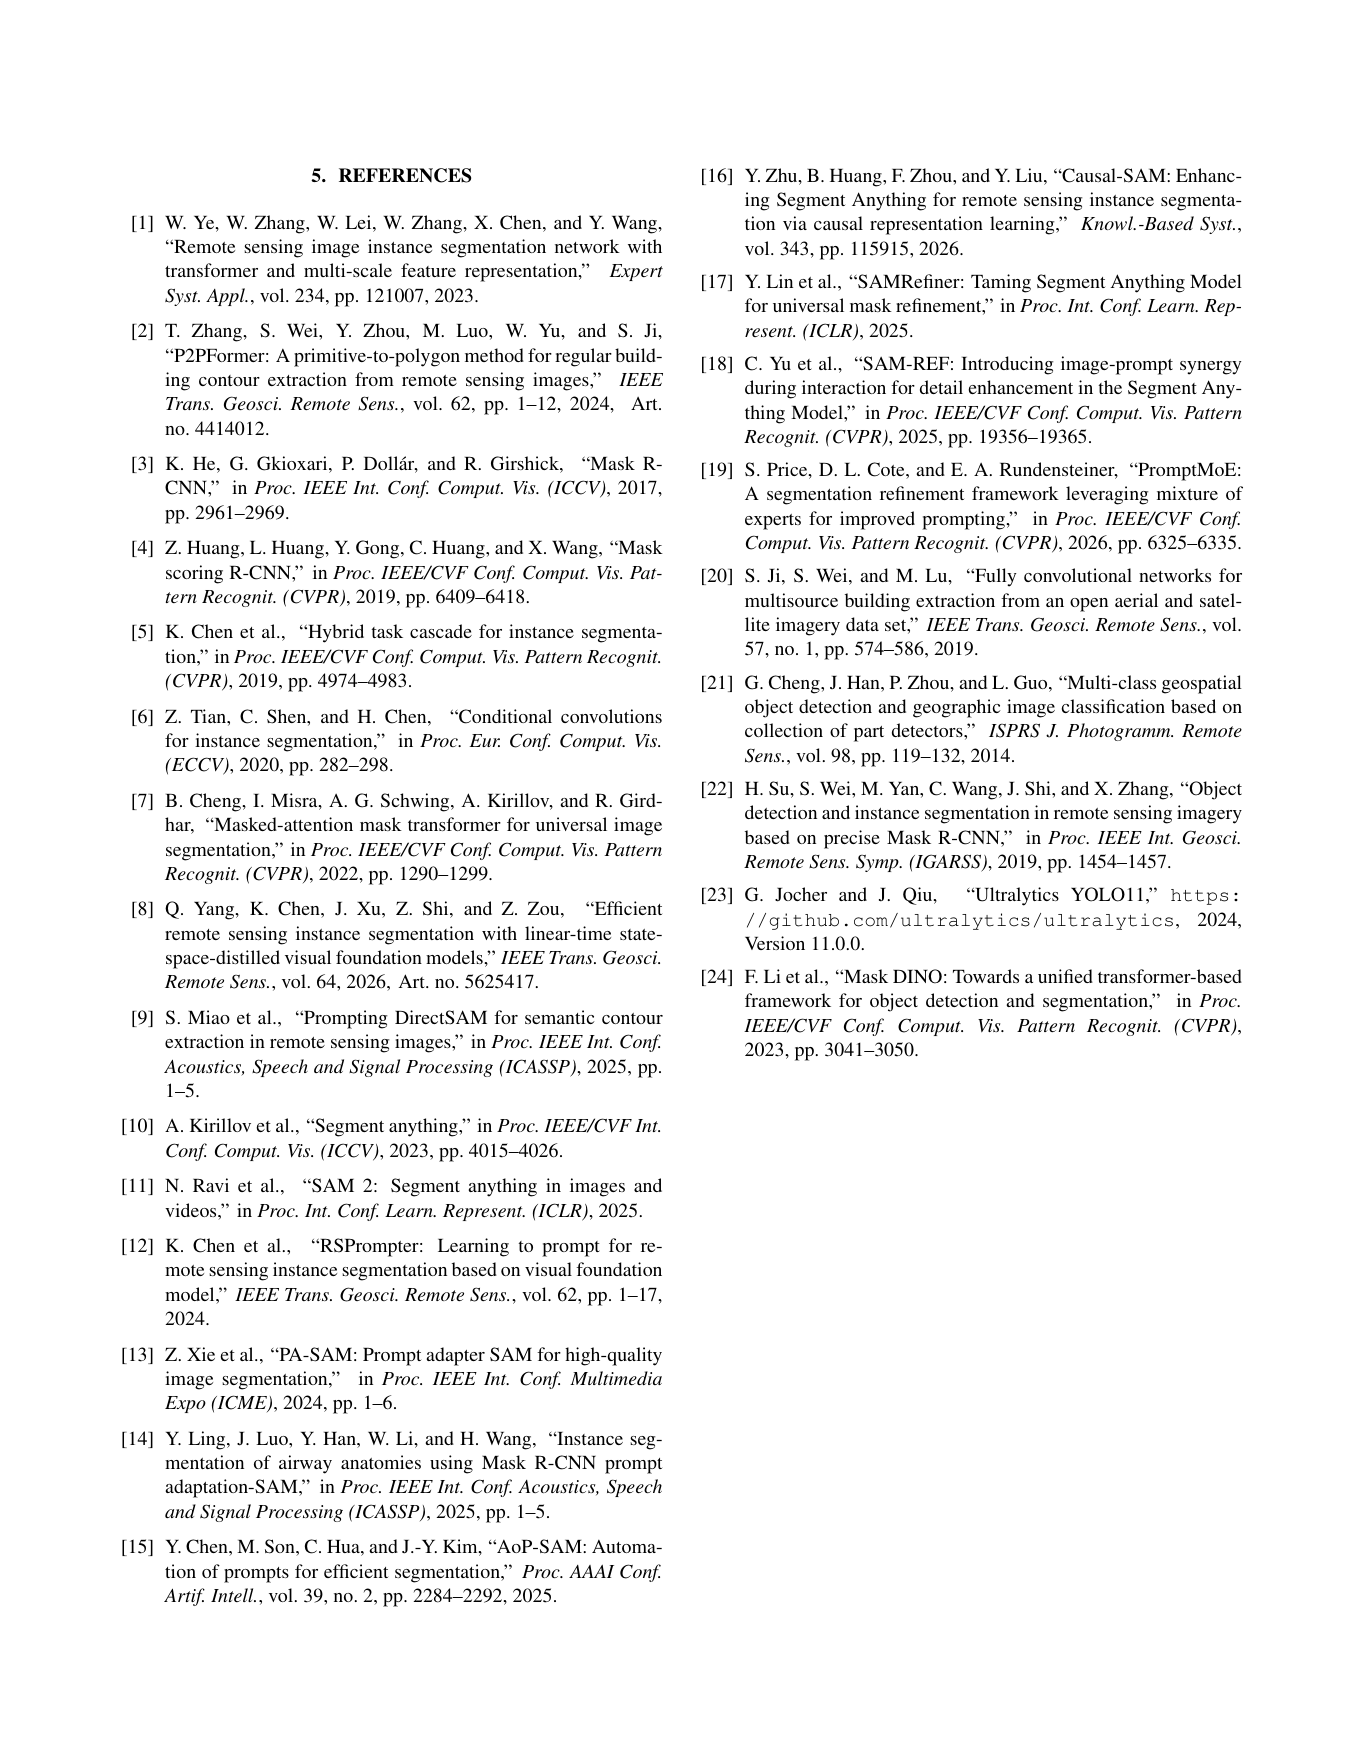 5. REFERENCES
[1] W. Ye, W. Zhang, W. Lei, W. Zhang, X. Chen, and Y. Wang,
“Remote sensing image instance segmentation network with
transformer and multi-scale feature representation,” Expert
Syst. Appl., vol. 234, pp. 121007, 2023.
[2] T. Zhang, S. Wei, Y. Zhou, M. Luo, W. Yu, and S. Ji,
“P2PFormer: A primitive-to-polygon method for regular build-
ing contour extraction from remote sensing images,” IEEE
Trans. Geosci. Remote Sens., vol. 62, pp. 1–12, 2024, Art.
no. 4414012.
[3] K. He, G. Gkioxari, P. Dollár, and R. Girshick, “Mask R-
CNN,” in Proc. IEEE Int. Conf. Comput. Vis. (ICCV), 2017,
pp. 2961–2969.
[4] Z. Huang, L. Huang, Y. Gong, C. Huang, and X. Wang, “Mask
scoring R-CNN,” in Proc. IEEE/CVF Conf. Comput. Vis. Pat-
tern Recognit. (CVPR), 2019, pp. 6409–6418.
[5] K. Chen et al., “Hybrid task cascade for instance segmenta-
tion,” in Proc. IEEE/CVF Conf. Comput. Vis. Pattern Recognit.
(CVPR), 2019, pp. 4974–4983.
[6] Z. Tian, C. Shen, and H. Chen, “Conditional convolutions
for instance segmentation,” in Proc. Eur. Conf. Comput. Vis.
(ECCV), 2020, pp. 282–298.
[7] B. Cheng, I. Misra, A. G. Schwing, A. Kirillov, and R. Gird-
har, “Masked-attention mask transformer for universal image
segmentation,” in Proc. IEEE/CVF Conf. Comput. Vis. Pattern
Recognit. (CVPR), 2022, pp. 1290–1299.
[8] Q. Yang, K. Chen, J. Xu, Z. Shi, and Z. Zou, “Efficient
remote sensing instance segmentation with linear-time state-
space-distilled visual foundation models,” IEEE Trans. Geosci.
Remote Sens., vol. 64, 2026, Art. no. 5625417.
[9] S. Miao et al., “Prompting DirectSAM for semantic contour
extraction in remote sensing images,” in Proc. IEEE Int. Conf.
Acoustics, Speech and Signal Processing (ICASSP), 2025, pp.
1–5.
[10] A. Kirillov et al., “Segment anything,” in Proc. IEEE/CVF Int.
Conf. Comput. Vis. (ICCV), 2023, pp. 4015–4026.
[11] N. Ravi et al., “SAM 2: Segment anything in images and
videos,” in Proc. Int. Conf. Learn. Represent. (ICLR), 2025.
[12] K. Chen et al., “RSPrompter: Learning to prompt for re-
mote sensing instance segmentation based on visual foundation
model,” IEEE Trans. Geosci. Remote Sens., vol. 62, pp. 1–17,
2024.
[13] Z. Xie et al., “PA-SAM: Prompt adapter SAM for high-quality
image segmentation,” in Proc. IEEE Int. Conf. Multimedia
Expo (ICME), 2024, pp. 1–6.
[14] Y. Ling, J. Luo, Y. Han, W. Li, and H. Wang, “Instance seg-
mentation of airway anatomies using Mask R-CNN prompt
adaptation-SAM,” in Proc. IEEE Int. Conf. Acoustics, Speech
and Signal Processing (ICASSP), 2025, pp. 1–5.
[15] Y. Chen, M. Son, C. Hua, and J.-Y. Kim, “AoP-SAM: Automa-
tion of prompts for efficient segmentation,” Proc. AAAI Conf.
Artif. Intell., vol. 39, no. 2, pp. 2284–2292, 2025.
[16] Y. Zhu, B. Huang, F. Zhou, and Y. Liu, “Causal-SAM: Enhanc-
ing Segment Anything for remote sensing instance segmenta-
tion via causal representation learning,” Knowl.-Based Syst.,
vol. 343, pp. 115915, 2026.
[17] Y. Lin et al., “SAMRefiner: Taming Segment Anything Model
for universal mask refinement,” in Proc. Int. Conf. Learn. Rep-
resent. (ICLR), 2025.
[18] C. Yu et al., “SAM-REF: Introducing image-prompt synergy
during interaction for detail enhancement in the Segment Any-
thing Model,” in Proc. IEEE/CVF Conf. Comput. Vis. Pattern
Recognit. (CVPR), 2025, pp. 19356–19365.
[19] S. Price, D. L. Cote, and E. A. Rundensteiner, “PromptMoE:
A segmentation refinement framework leveraging mixture of
experts for improved prompting,” in Proc. IEEE/CVF Conf.
Comput. Vis. Pattern Recognit. (CVPR), 2026, pp. 6325–6335.
[20] S. Ji, S. Wei, and M. Lu, “Fully convolutional networks for
multisource building extraction from an open aerial and satel-
lite imagery data set,” IEEE Trans. Geosci. Remote Sens., vol.
57, no. 1, pp. 574–586, 2019.
[21] G. Cheng, J. Han, P. Zhou, and L. Guo, “Multi-class geospatial
object detection and geographic image classification based on
collection of part detectors,” ISPRS J. Photogramm. Remote
Sens., vol. 98, pp. 119–132, 2014.
[22] H. Su, S. Wei, M. Yan, C. Wang, J. Shi, and X. Zhang, “Object
detection and instance segmentation in remote sensing imagery
based on precise Mask R-CNN,” in Proc. IEEE Int. Geosci.
Remote Sens. Symp. (IGARSS), 2019, pp. 1454–1457.
[23] G. Jocher and J. Qiu, “Ultralytics YOLO11,” https:
//github.com/ultralytics/ultralytics, 2024,
Version 11.0.0.
[24] F. Li et al., “Mask DINO: Towards a unified transformer-based
framework for object detection and segmentation,” in Proc.
IEEE/CVF Conf. Comput. Vis. Pattern Recognit. (CVPR),
2023, pp. 3041–3050.